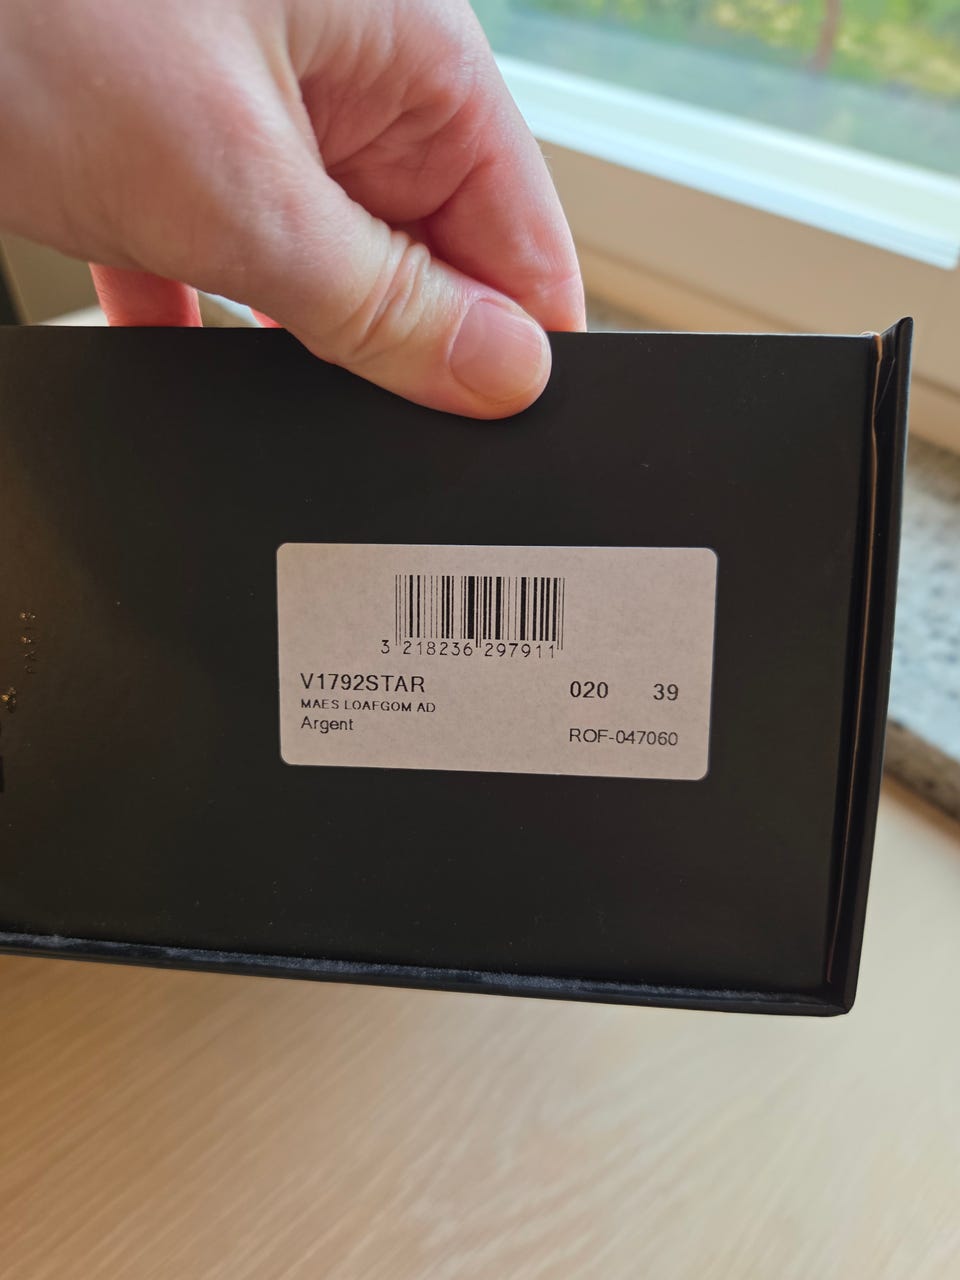 3 218236 297911
V1792STAR 020 39
MAES LOAFGOM AD
Argent
ROF-047060